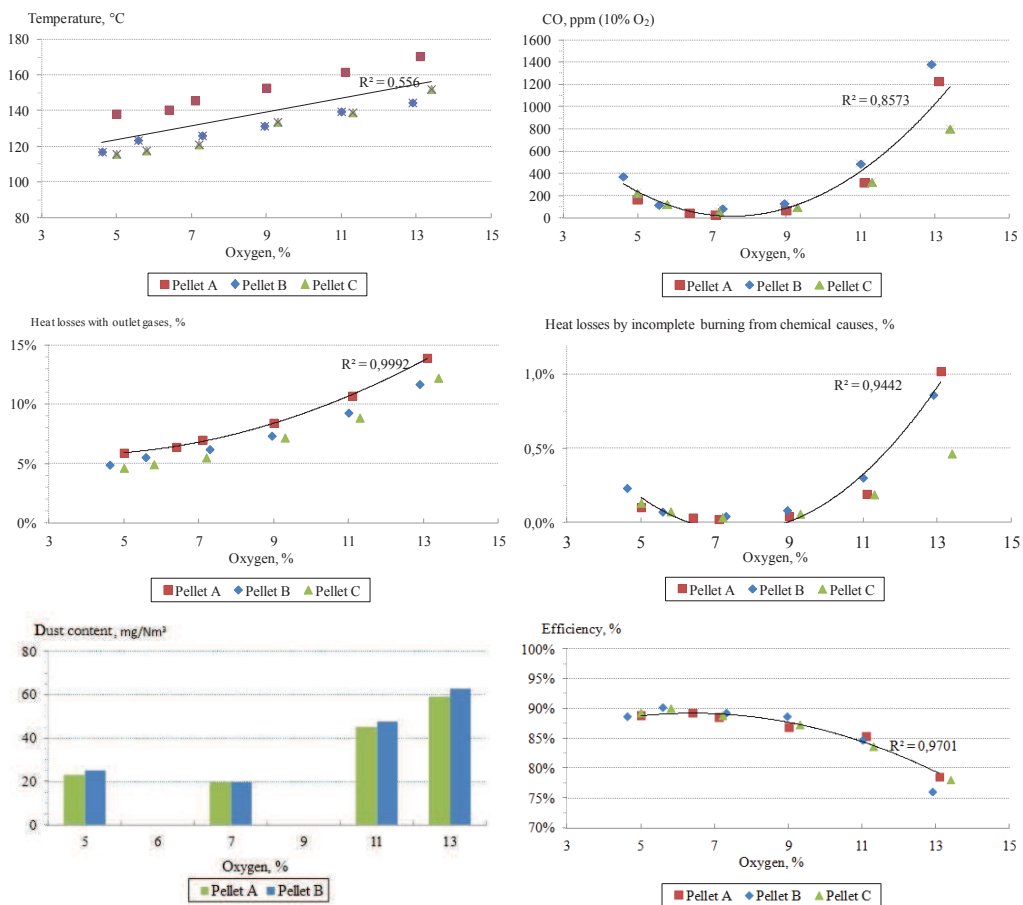 Temperature, °C
180
160
140
120
100
80
R² = 0,556
3 5 7 9 11 13 15
Oxygen, %
Pellet A Pellet B Pellet C
CO, ppm (10% O₂)
1600
1400
1200
1000
800
600
400
200
0
R² = 0,8573
3 5 7 9 11 13 15
Oxygen, %
Pellet A Pellet B Pellet C
Heat losses with outlet gases, %
15%
10%
5%
0%
R² = 0,9992
3 5 7 9 11 13 15
Oxygen, %
Pellet A Pellet B Pellet C
Heat losses by incomplete burning from chemical causes, %
1,0%
0,5%
0,0%
R² = 0,9442
3 5 7 9 11 13 15
Oxygen, %
Pellet A Pellet B Pellet C
Dust content, mg/Nm³
80
60
40
20
0
5 6 7 9 11 13
Oxygen, %
Pellet A Pellet B
Efficiency, %
100%
95%
90%
85%
80%
75%
70%
R² = 0,9701
3 5 7 9 11 13 15
Oxygen, %
Pellet A Pellet B Pellet C